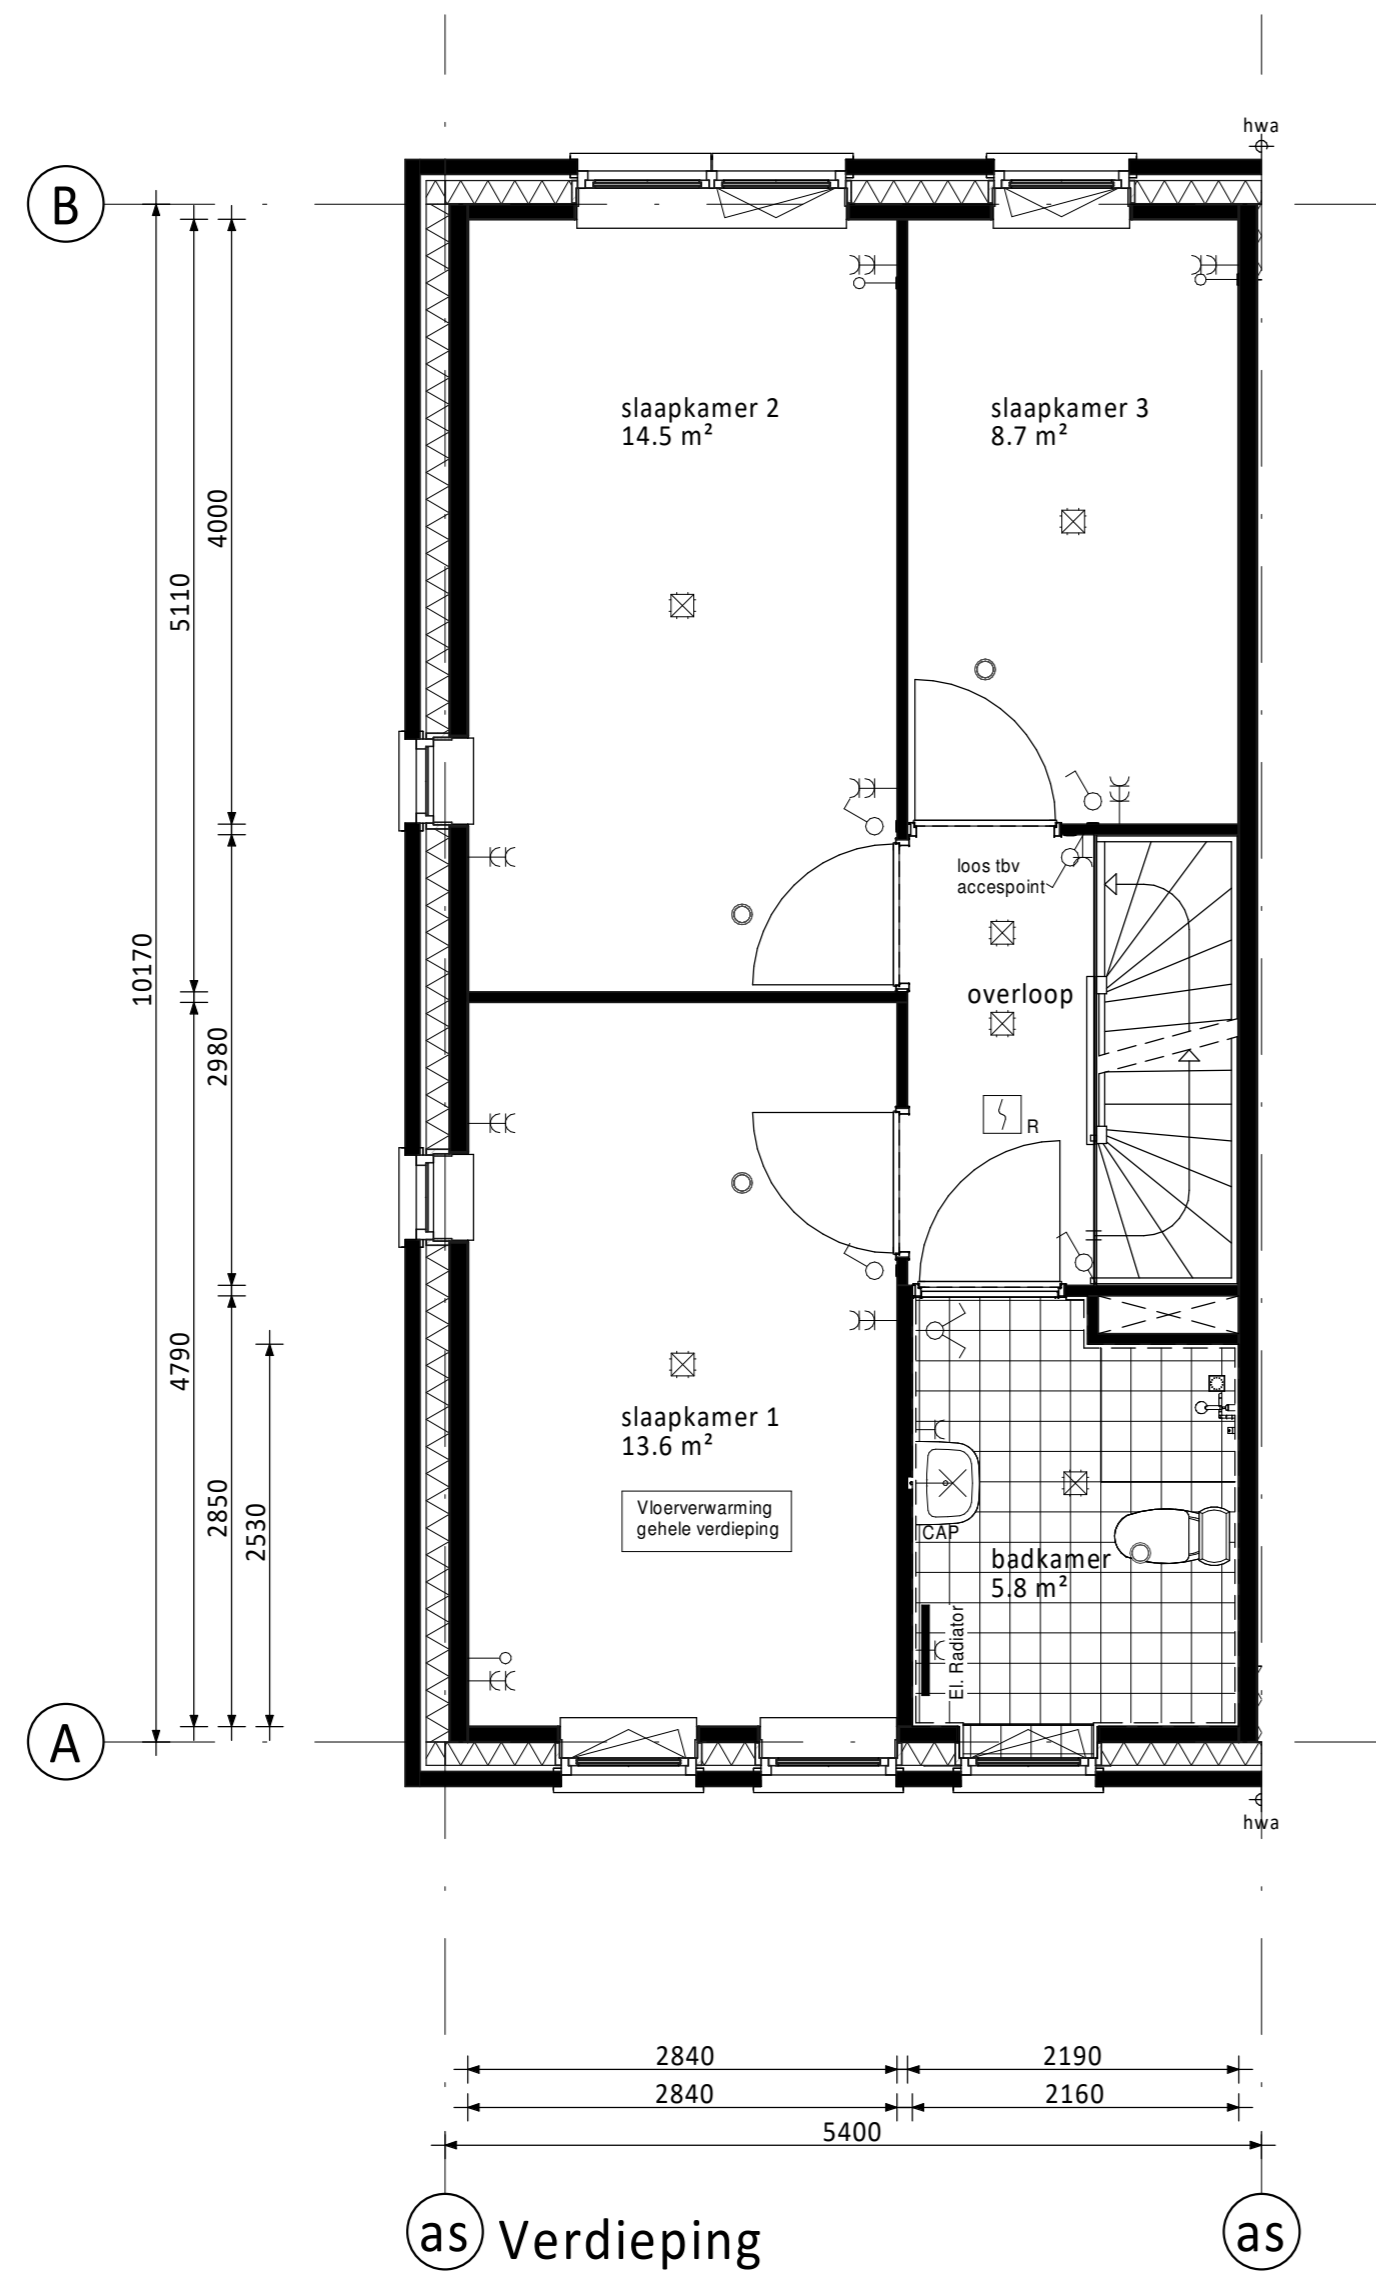 hwa
B
slaapkamer 2
14.5 m²
slaapkamer 3
8.7 m²
4000
5110
10170
2980
loos tbv
accespoint
overloop
R
4790
2850
2530
slaapkamer 1
13.6 m²
Vloerverwarming
gehele verdieping
CAP
badkamer
5.8 m²
El. Radiator
A
hwa
2840
2190
2840
2160
5400
as
Verdieping
as